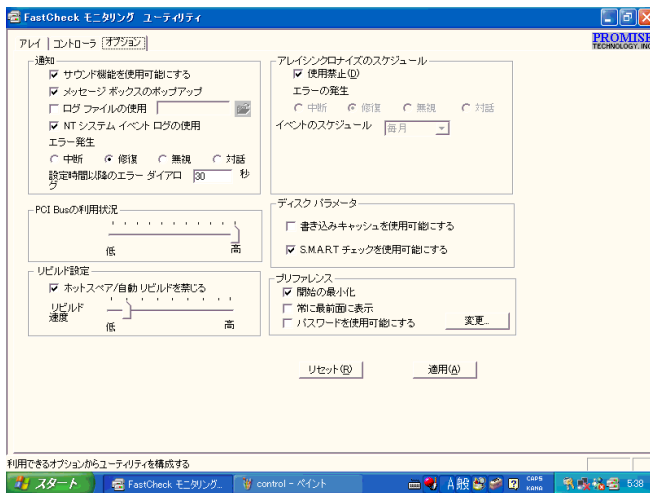 FastCheck モニタリング ユーティリティ
アレイ コントローラ オプション
PROMISE
TECHNOLOGY, INC
通知
サウンド機能を使用可能にする
メッセージ ボックスのポップアップ
ログ ファイルの使用
NT システム イベント ログの使用
エラー発生
中断 修復 無視 対話
設定時間以降のエラー ダイアログ 30 秒
アレイシンクロナイズのスケジュール
使用禁止(D)
エラーの発生
中断 修復 無視 対話
イベントのスケジュール 毎月
PCI Busの利用状況
低 高
ディスク パラメータ
書き込みキャッシュを使用可能にする
S.M.A.R.T チェックを使用可能にする
リビルド設定
ホットスペア/自動リビルドを禁じる
リビルド
速度
低 高
プリファレンス
開始の最小化
常に最前面に表示
パスワードを使用可能にする 変更...
リセット(R) 適用(A)
利用できるオプションからユーティリティを構成する
スタート FastCheck モニタリング... control - ペイント A 般 CAPS KANA 5:38